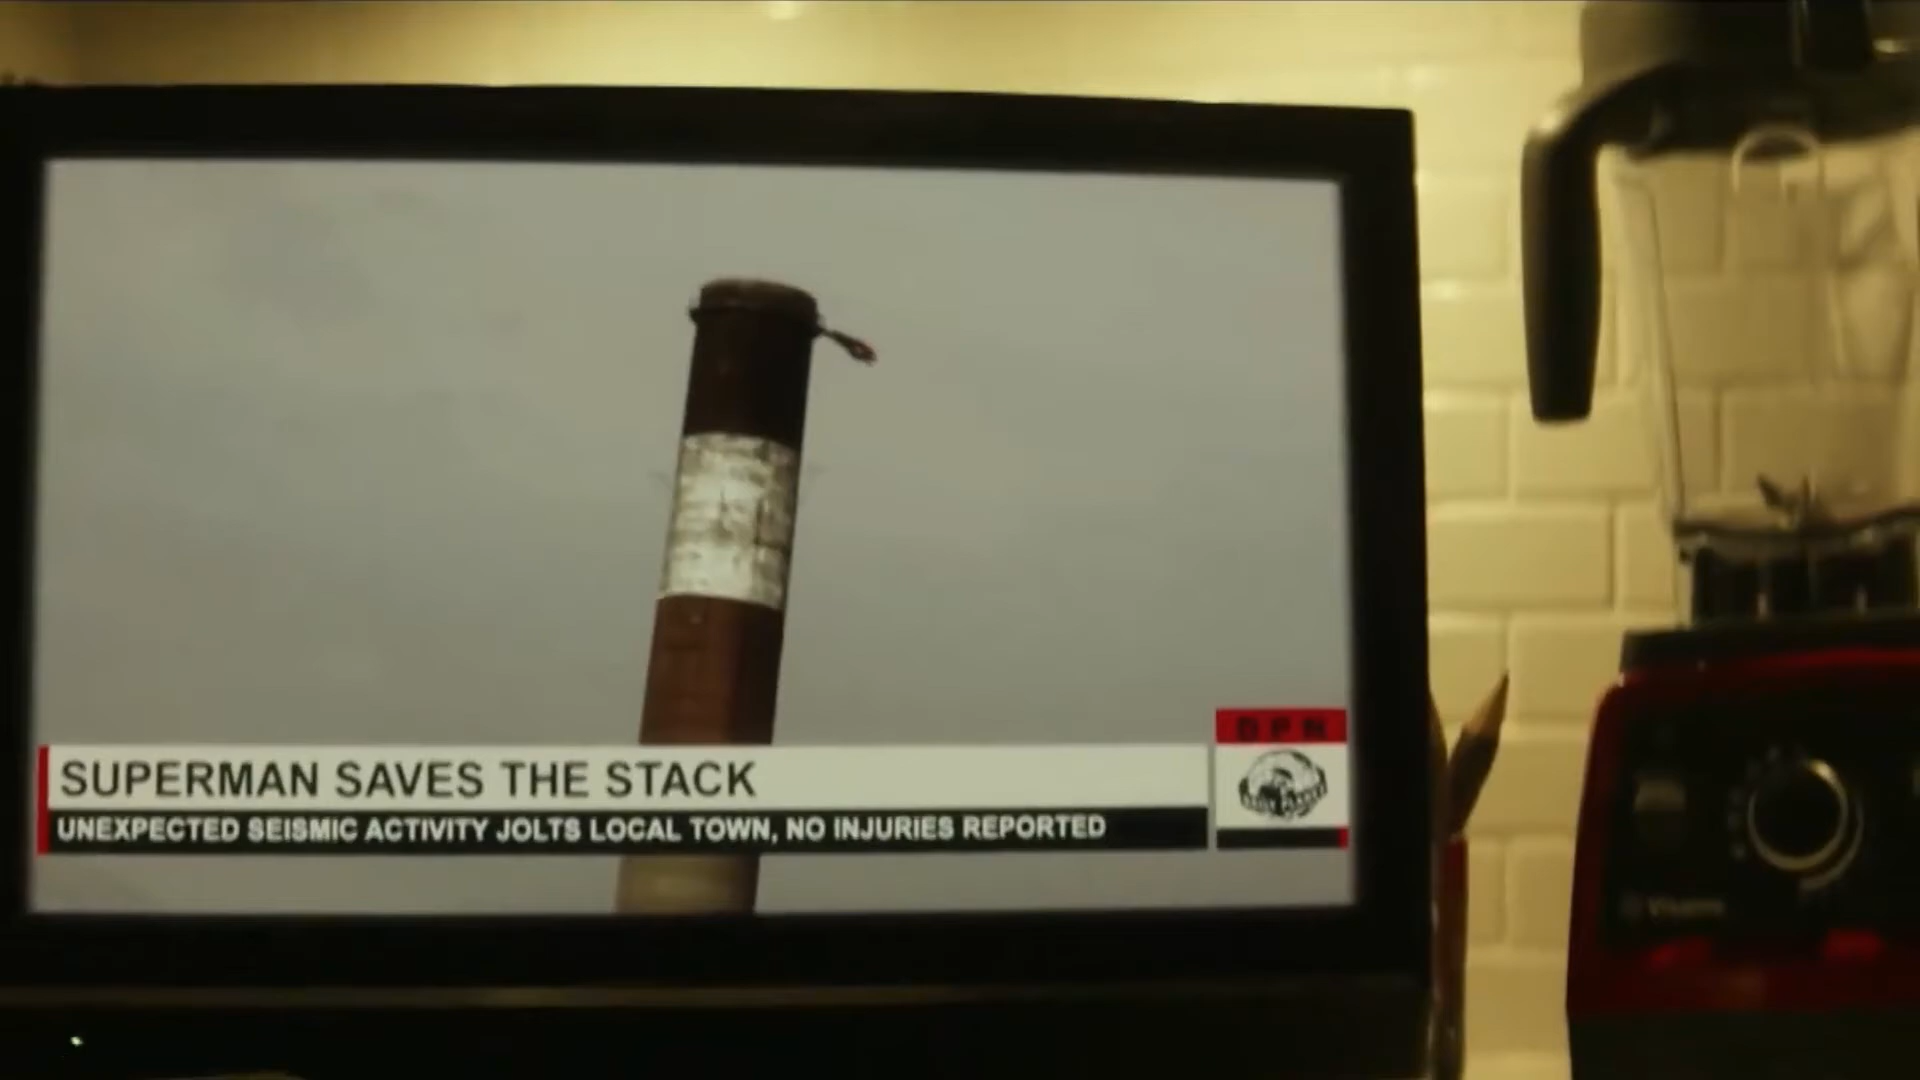 SUPERMAN SAVES THE STACK
UNEXPECTED SEISMIC ACTIVITY JOLTS LOCAL TOWN, NO INJURIES REPORTED
DPN